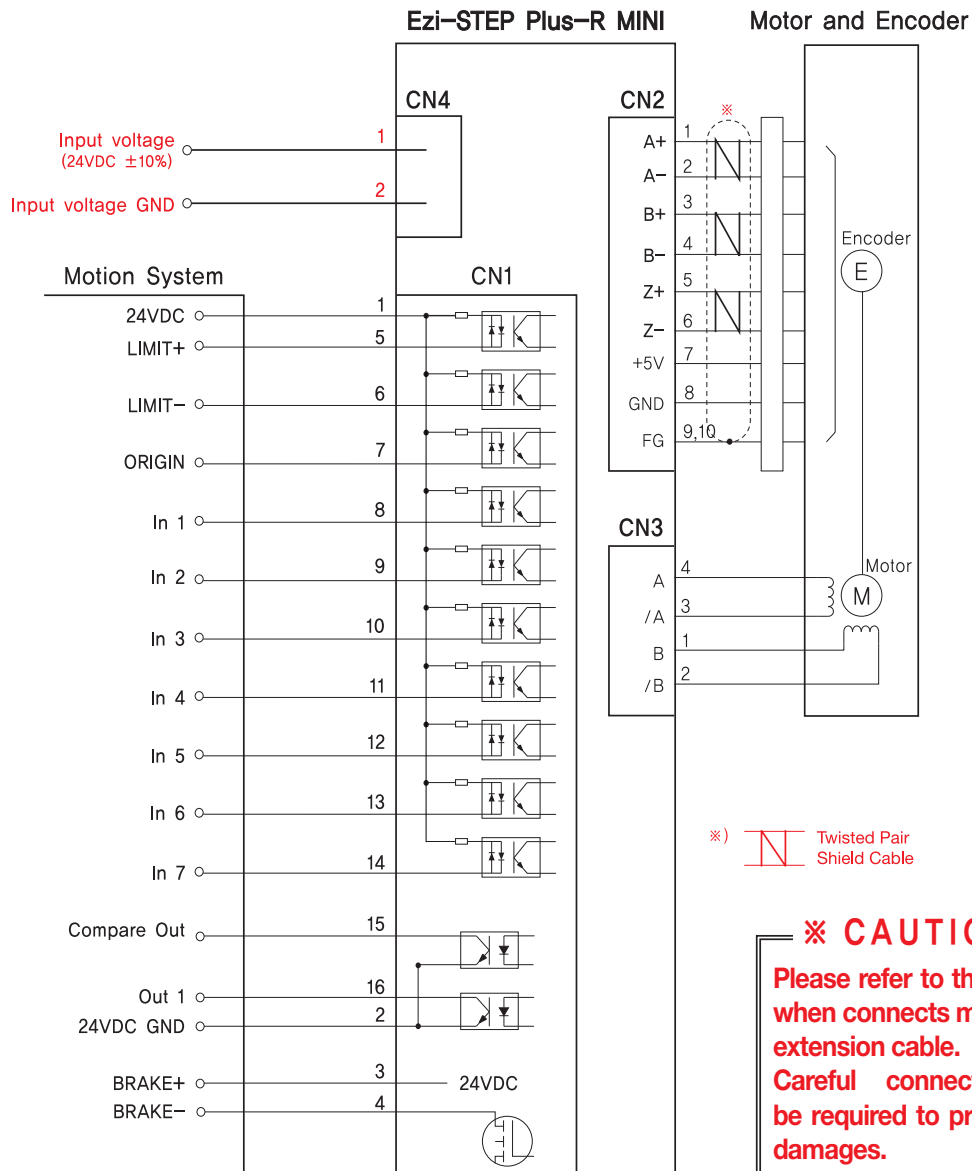 Ezi-STEP Plus-R MINI
Motor and Encoder
CN4
Input voltage
(24VDC ±10%)
1
Input voltage GND
2
CN2
※
A+ 1
A- 2
B+ 3
B- 4
Z+ 5
Z- 6
+5V 7
GND 8
FG 9,10
Encoder
E
Motion System
CN1
24VDC 1
LIMIT+ 5
LIMIT- 6
ORIGIN 7
In 1 8
In 2 9
In 3 10
In 4 11
In 5 12
In 6 13
In 7 14
Compare Out 15
Out 1 16
24VDC GND 2
BRAKE+ 3 24VDC
BRAKE- 4
CN3
A 4
/A 3
B 1
/B 2
Motor
M
※) Twisted Pair
Shield Cable
※ CAUTIO
Please refer to th
when connects m
extension cable.
Careful connect
be required to pr
damages.